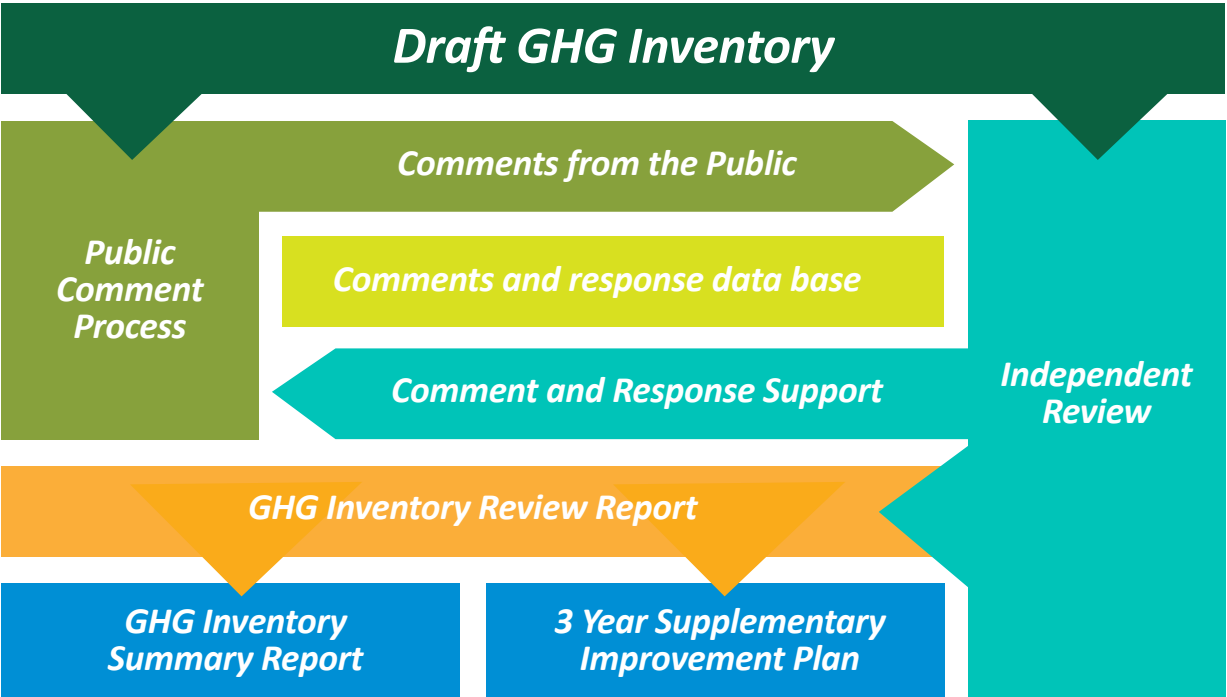 Draft GHG Inventory
Comments from the Public
Public
Comment
Process
Comments and response data base
Comment and Response Support
Independent
Review
GHG Inventory Review Report
GHG Inventory
Summary Report
3 Year Supplementary
Improvement Plan